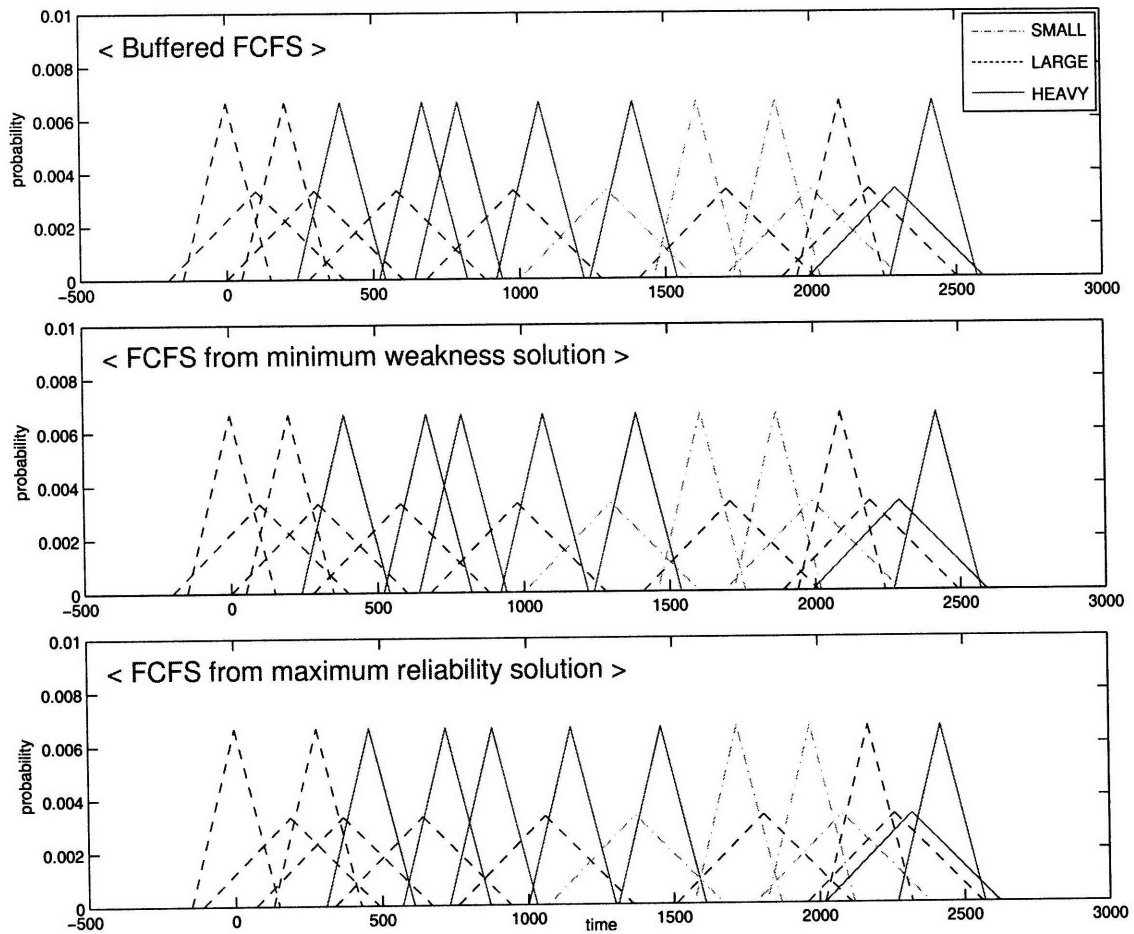 0.01
< Buffered FCFS >
SMALL
LARGE
HEAVY
0.008
0.006
0.004
0.002
0
probability
−500 0 500 1000 1500 2000 2500 3000
0.01
< FCFS from minimum weakness solution >
0.008
0.006
0.004
0.002
0
probability
−500 0 500 1000 1500 2000 2500 3000
0.01
< FCFS from maximum reliability solution >
0.008
0.006
0.004
0.002
0
probability
−500 0 500 1000 1500 2000 2500 3000
time